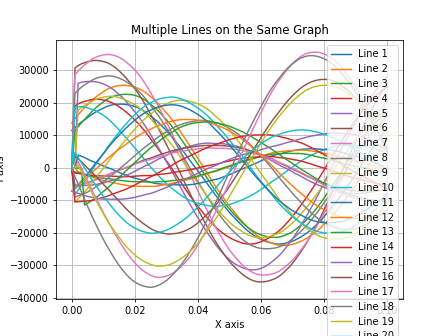 Multiple Lines on the Same Graph
30000
20000
10000
0
−10000
−20000
−30000
−40000
0.00
0.02
0.04
0.06
0.08
X axis
axis
Line 1
Line 2
Line 3
Line 4
Line 5
Line 6
Line 7
Line 8
Line 9
Line 10
Line 11
Line 12
Line 13
Line 14
Line 15
Line 16
Line 17
Line 18
Line 19
Line 20